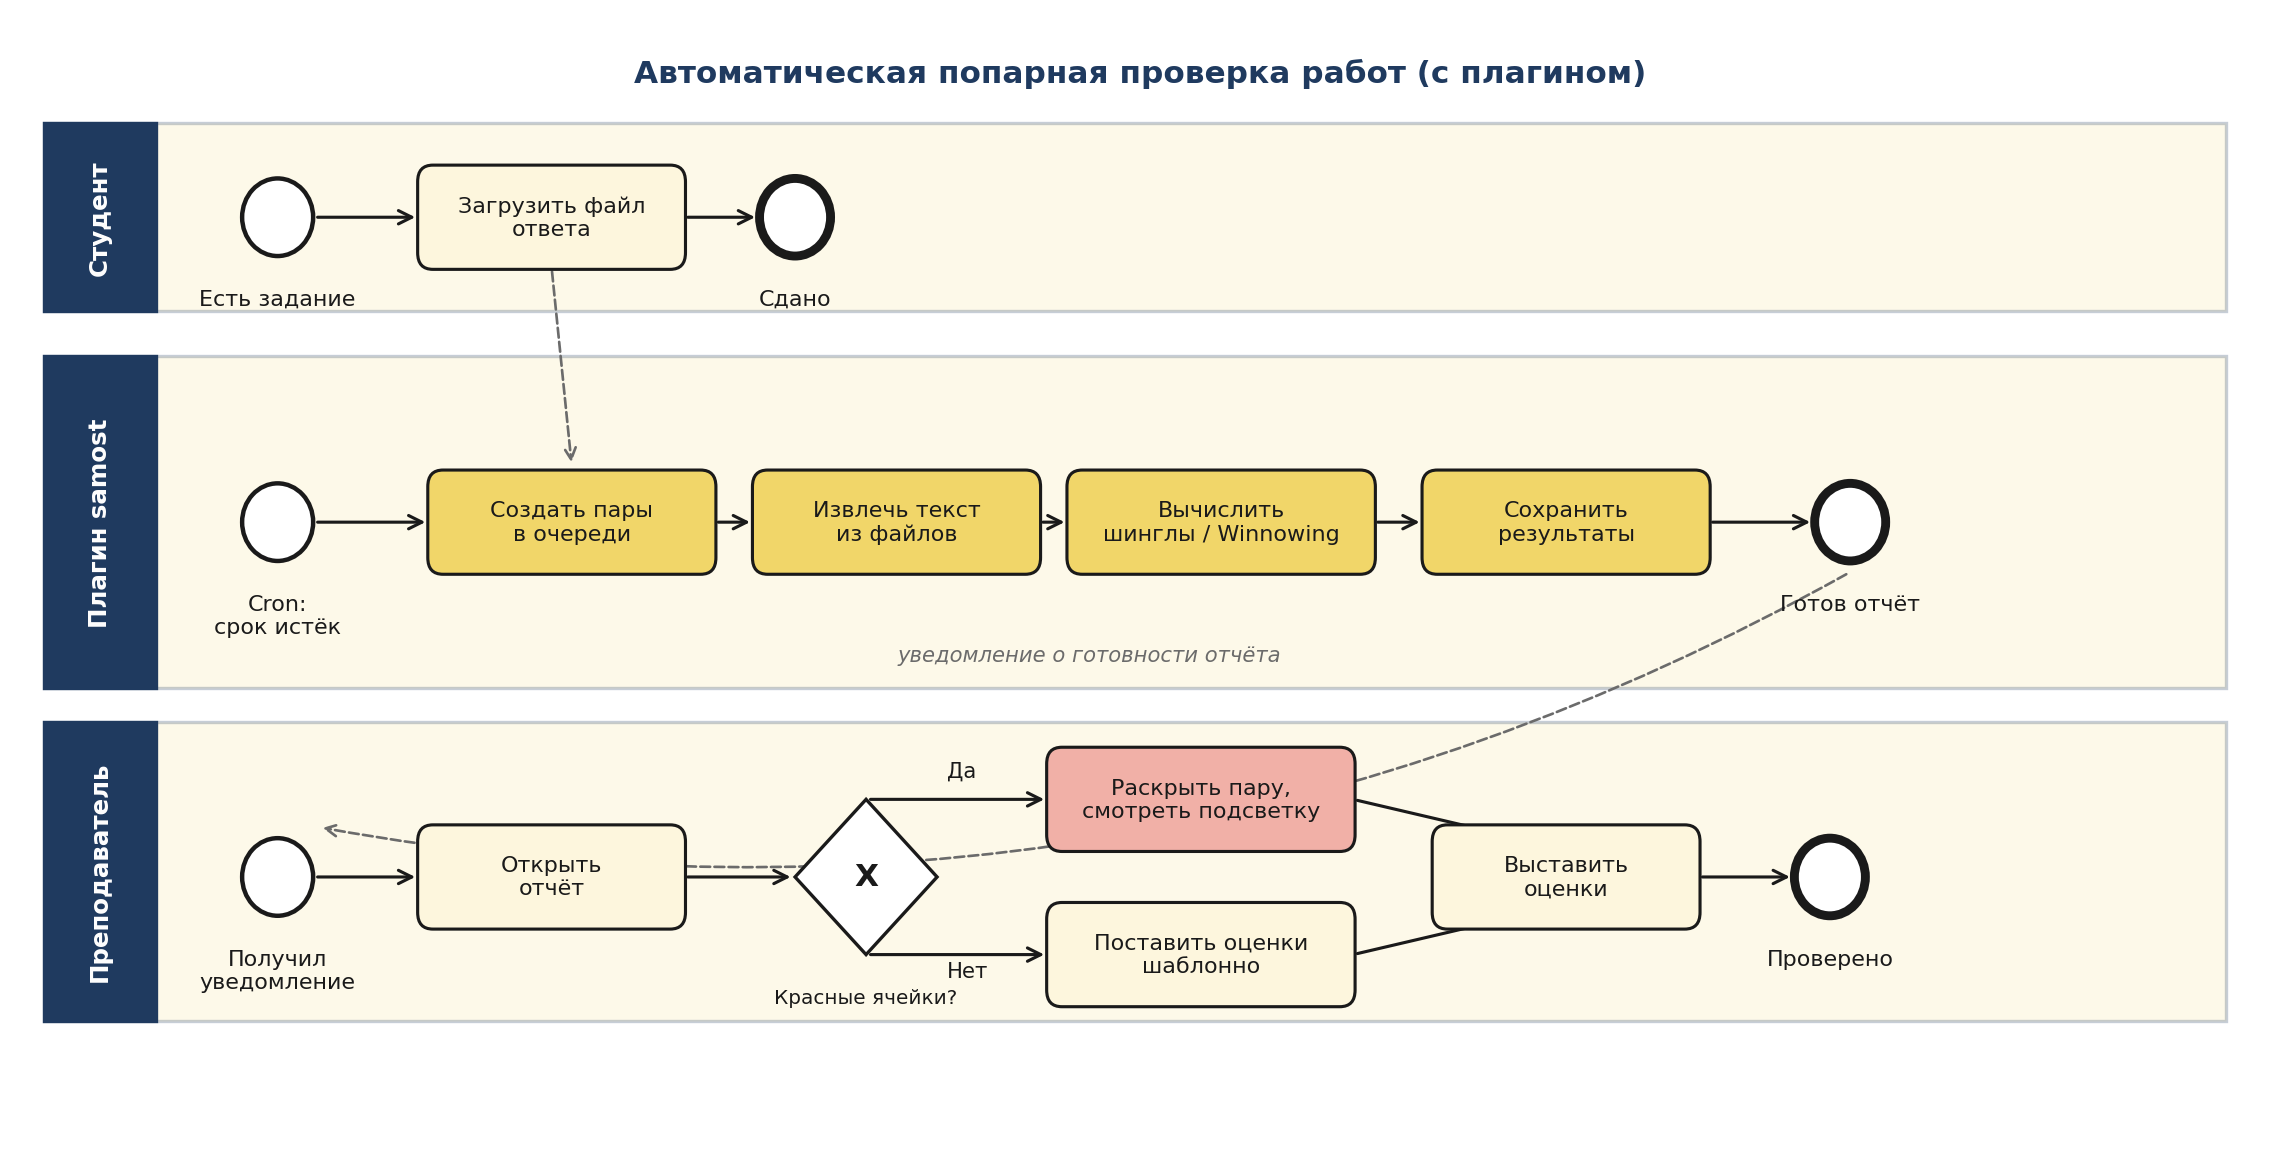 Автоматическая попарная проверка работ (с плагином)
Студент
Загрузить файл
ответа
Есть задание
Сдано
Плагин samost
Создать пары
в очереди
Извлечь текст
из файлов
Вычислить
шинглы / Winnowing
Сохранить
результаты
Cron:
срок истёк
Готов отчёт
уведомление о готовности отчёта
Преподаватель
Да
Раскрыть пару,
смотреть подсветку
Открыть
отчёт
X
Выставить
оценки
Получил
уведомление
Нет
Поставить оценки
шаблонно
Проверено
Красные ячейки?